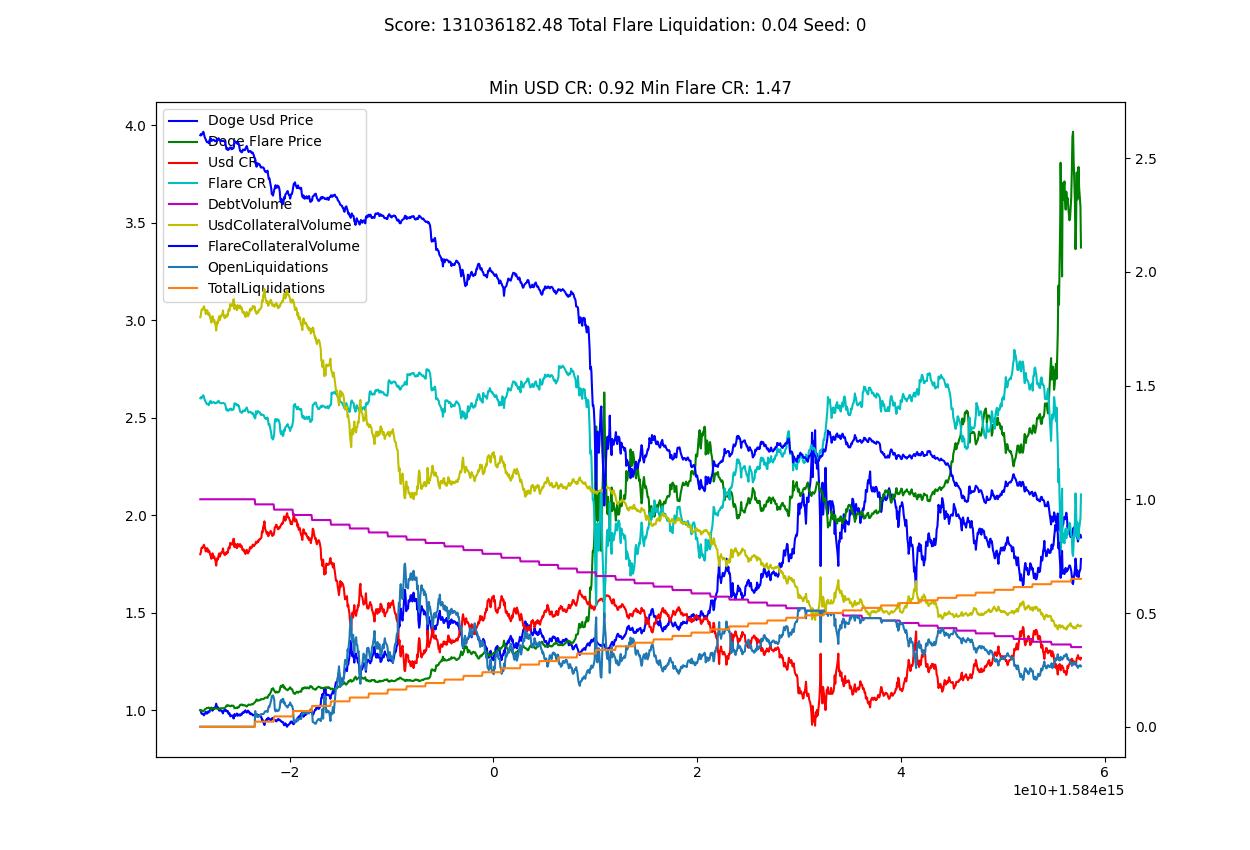 Score: 131036182.48 Total Flare Liquidation: 0.04 Seed: 0
Min USD CR: 0.92 Min Flare CR: 1.47
Doge Usd Price
Doge Flare Price
Usd CR
Flare CR
DebtVolume
UsdCollateralVolume
FlareCollateralVolume
OpenLiquidations
TotalLiquidations
4.0
3.5
3.0
2.5
2.0
1.5
1.0
2.5
2.0
1.5
1.0
0.5
0.0
−2
0
2
4
6
1e10+1.584e15